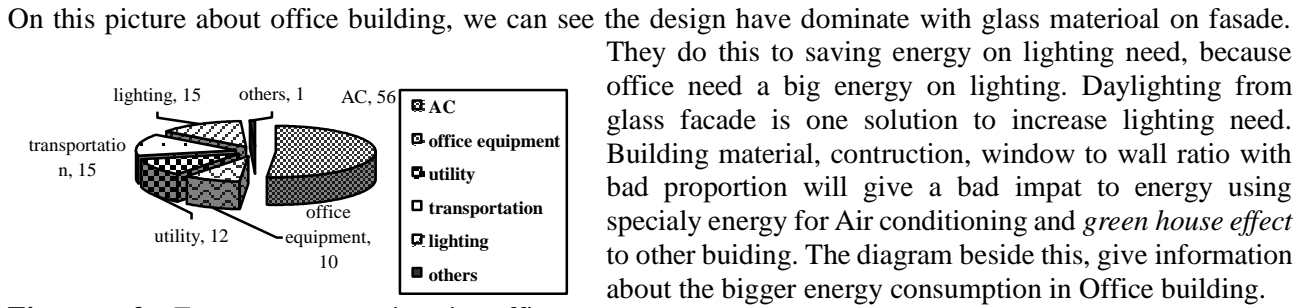 On this picture about office building, we can see the design have dominate with glass materioal on fasade.
They do this to saving energy on lighting need, because
office need a big energy on lighting. Daylighting from
glass facade is one solution to increase lighting need.
Building material, contruction, window to wall ratio with
bad proportion will give a bad impat to energy using
specialy energy for Air conditioning and green house effect
to other buiding. The diagram beside this, give information
about the bigger energy consumption in Office building.
lighting, 15
others, 1
AC, 56
transportatio
n, 15
utility, 12
office
equipment,
10
AC
office equipment
utility
transportation
lighting
others